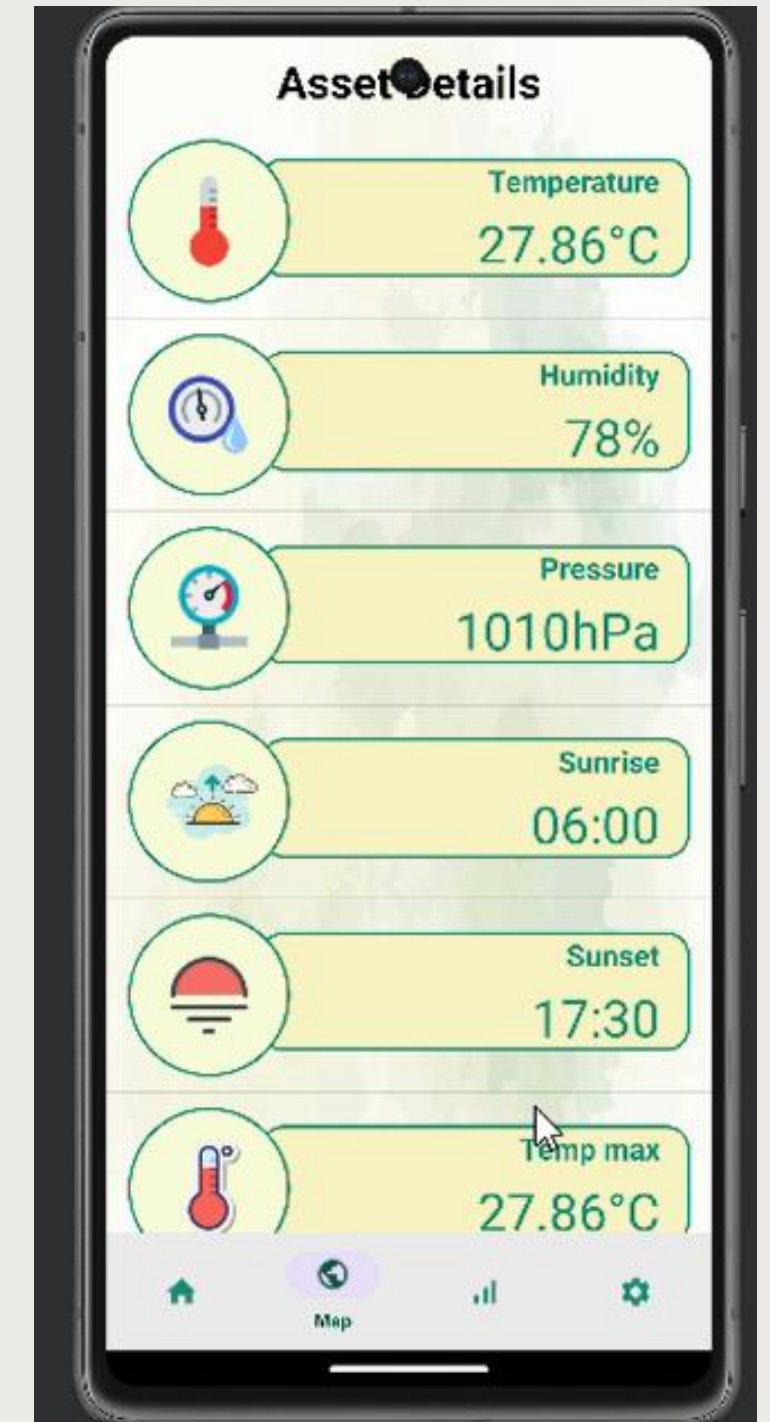 Asset Details
Temperature
27.86°C
Humidity
78%
Pressure
1010hPa
Sunrise
06:00
Sunset
17:30
Temp max
27.86°C
Map